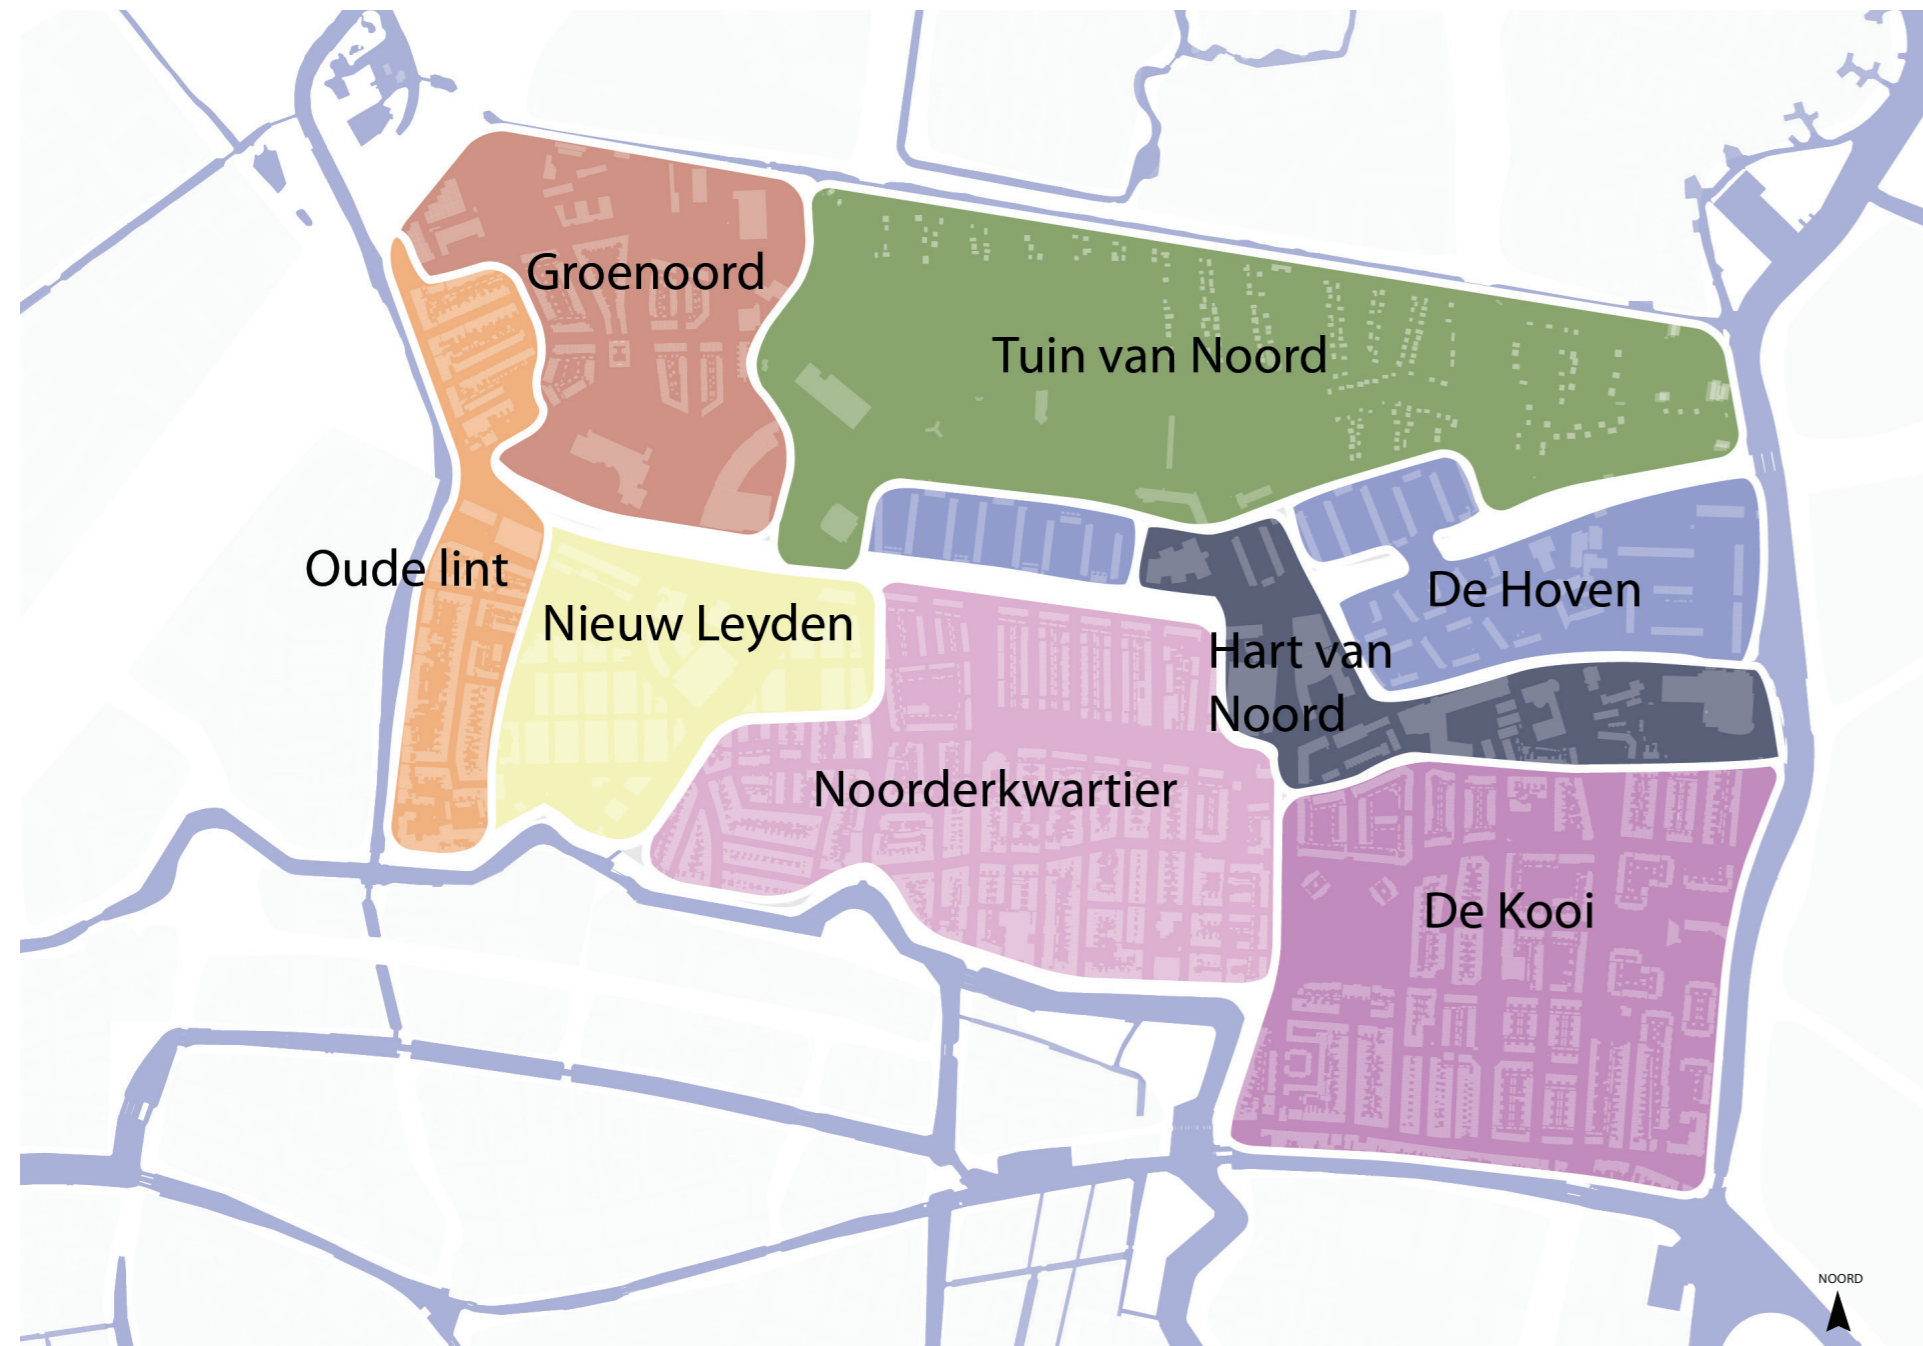 Groenoord
Tuin van Noord
Oude lint
Nieuw Leyden
De Hoven
Hart van
Noord
Noorderkwartier
De Kooi
NOORD